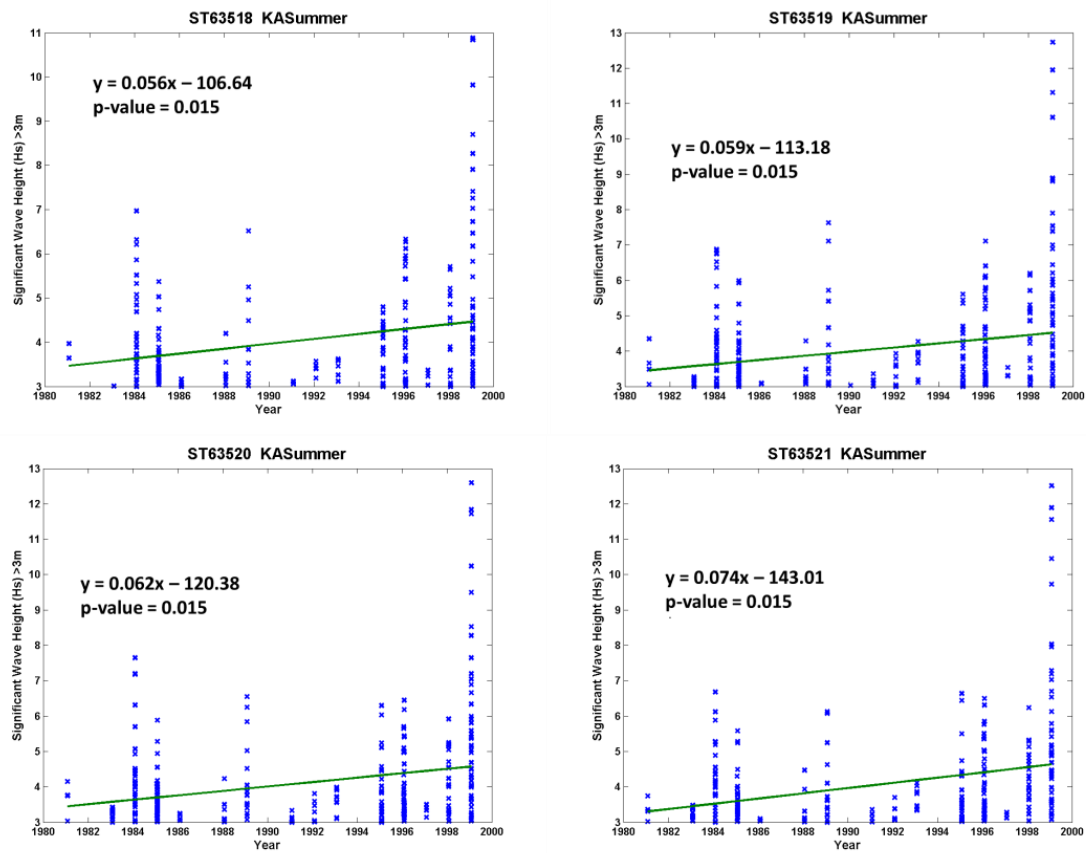 ST63518 KASummer
Significant Wave Height (Hs) >3m
11
10
9
8
7
6
5
4
3
y = 0.056x – 106.64
p-value = 0.015
1980 1982 1984 1986 1988 1990 1992 1994 1996 1998 2000
Year
ST63519 KASummer
Significant Wave Height (Hs) >3m
13
12
11
10
9
8
7
6
5
4
3
y = 0.059x – 113.18
p-value = 0.015
1980 1982 1984 1986 1988 1990 1992 1994 1996 1998 2000
Year
ST63520 KASummer
Significant Wave Height (Hs) >3m
13
12
11
10
9
8
7
6
5
4
3
y = 0.062x – 120.38
p-value = 0.015
1980 1982 1984 1986 1988 1990 1992 1994 1996 1998 2000
Year
ST63521 KASummer
Significant Wave Height (Hs) >3m
13
12
11
10
9
8
7
6
5
4
3
y = 0.074x – 143.01
p-value = 0.015
1980 1982 1984 1986 1988 1990 1992 1994 1996 1998 2000
Year